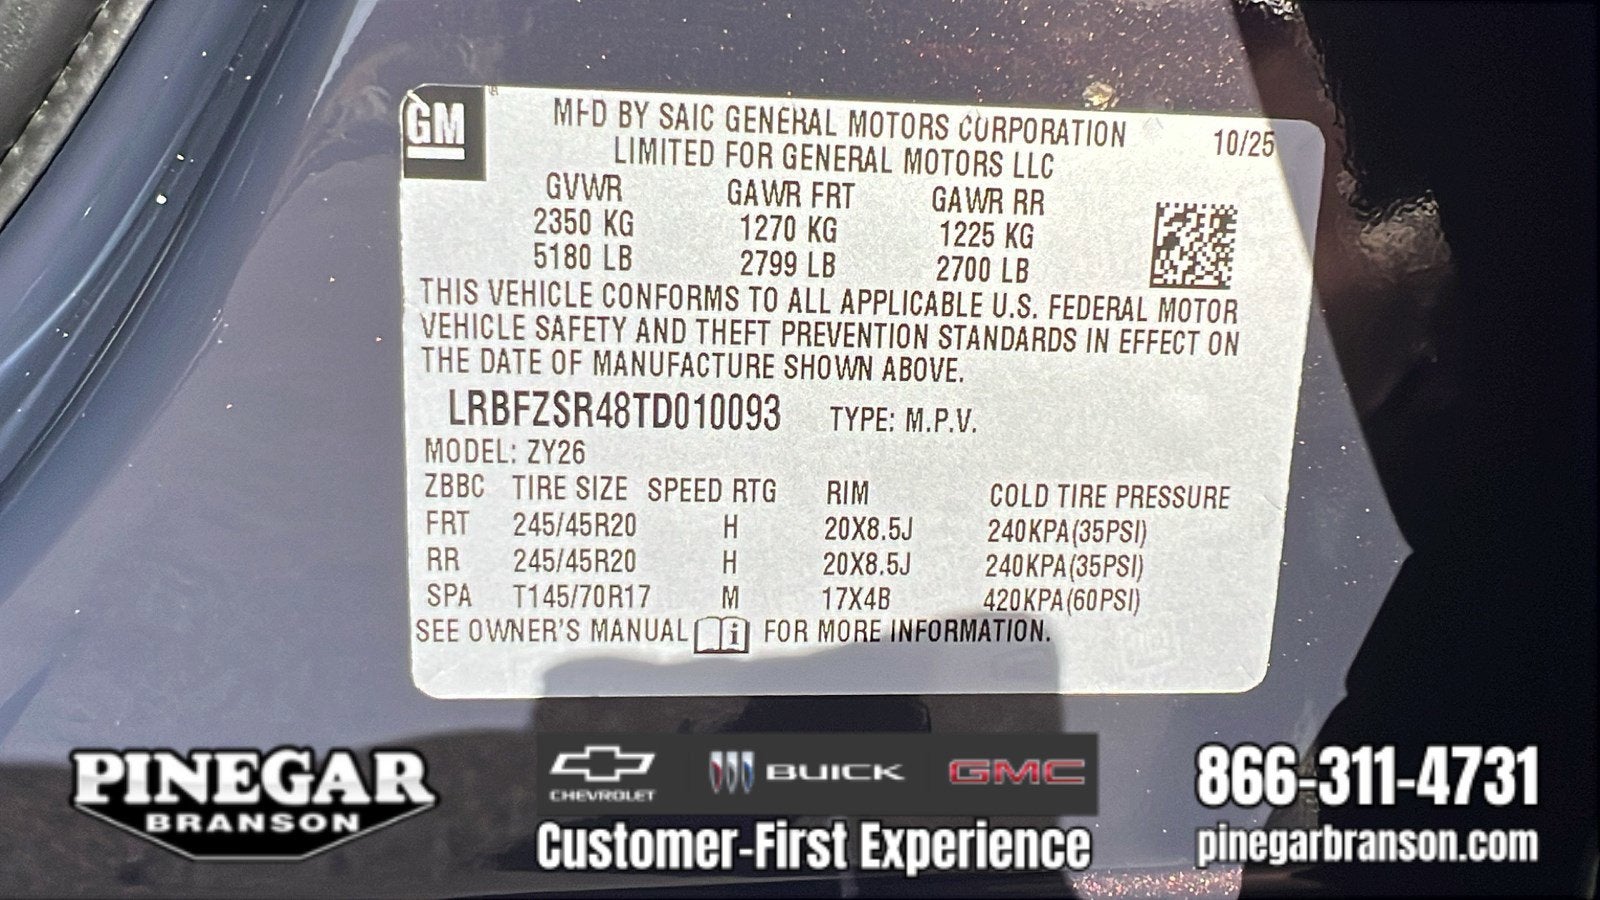 GM
MFD BY SAIC GENERAL MOTORS CORPORATION
LIMITED FOR GENERAL MOTORS LLC
10/25
GVWR GAWR FRT GAWR RR
2350 KG 1270 KG 1225 KG
5180 LB 2799 LB 2700 LB
THIS VEHICLE CONFORMS TO ALL APPLICABLE U.S. FEDERAL MOTOR
VEHICLE SAFETY AND THEFT PREVENTION STANDARDS IN EFFECT ON
THE DATE OF MANUFACTURE SHOWN ABOVE.
LRBFZSR48TD010093 TYPE: M.P.V.
MODEL: ZY26
ZBBC TIRE SIZE SPEED RTG RIM COLD TIRE PRESSURE
FRT 245/45R20 H 20X8.5J 240KPA(35PSI)
RR 245/45R20 H 20X8.5J 240KPA(35PSI)
SPA T145/70R17 M 17X4B 420KPA(60PSI)
SEE OWNER'S MANUAL i FOR MORE INFORMATION.
PINEGAR
BRANSON
CHEVROLET
BUICK
GMC
Customer-First Experience
866-311-4731
pinegarbranson.com